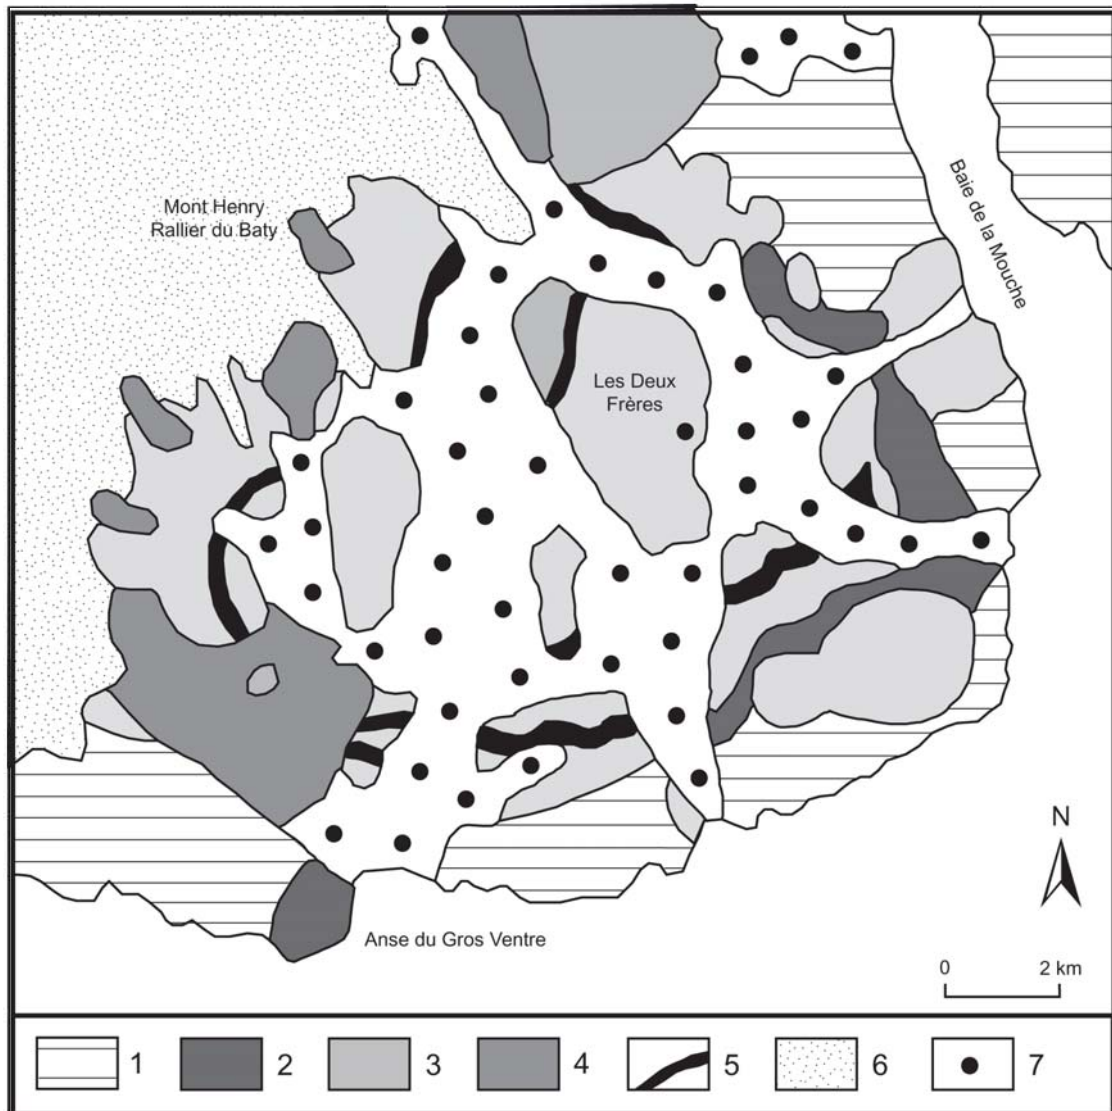 Mont Henry
Rallier du Baty
Baie de la Mouche
Les Deux
Frères
N
Anse du Gros Ventre
0 2 km
1 2 3 4 5 6 7